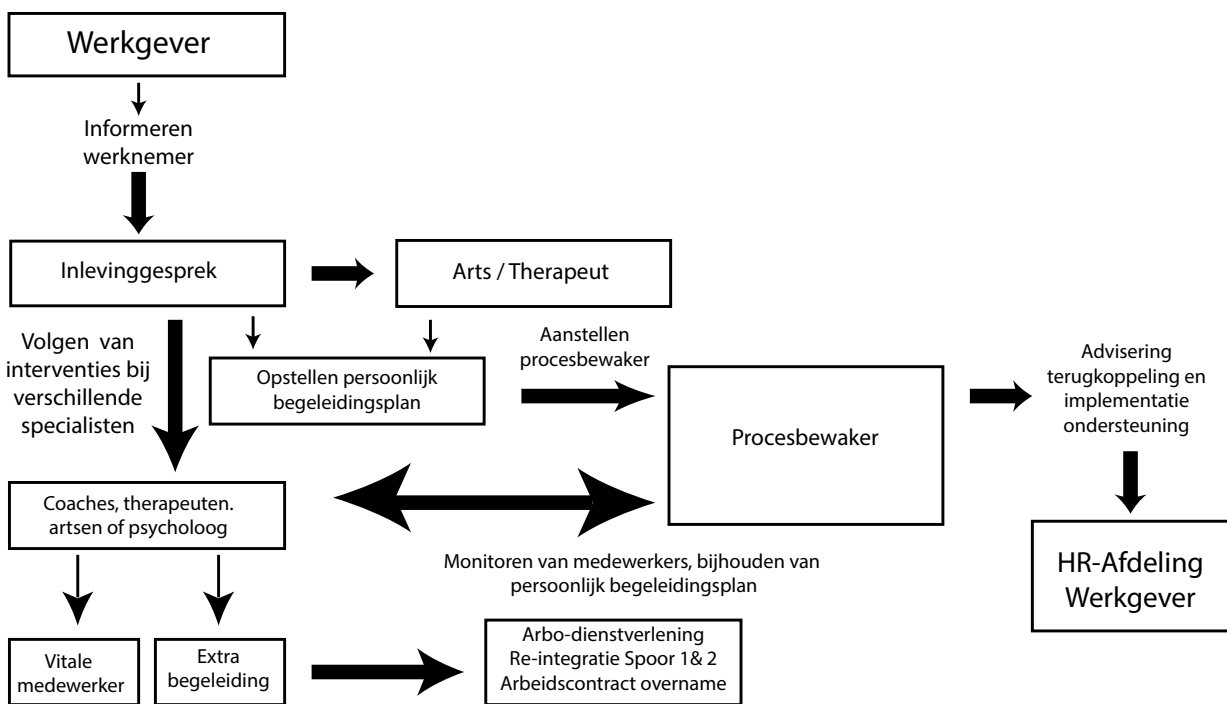 Werkgever
Informeren
werknemer
Inlevinggesprek
Arts / Therapeut
Volgen van
interventies bij
verschillende
specialisten
Opstellen persoonlijk
begeleidingsplan
Aanstellen
procesbewaker
Procesbewaker
Advisering
terugkoppeling en
implementatie
ondersteuning
Coaches, therapeuten.
artsen of psycholoog
Monitoren van medewerkers, bijhouden van
persoonlijk begeleidingsplan
HR-Afdeling
Werkgever
Vitale
medewerker
Extra
begeleiding
Arbo-dienstverlening
Re-integratie Spoor 1& 2
Arbeidscontract overname